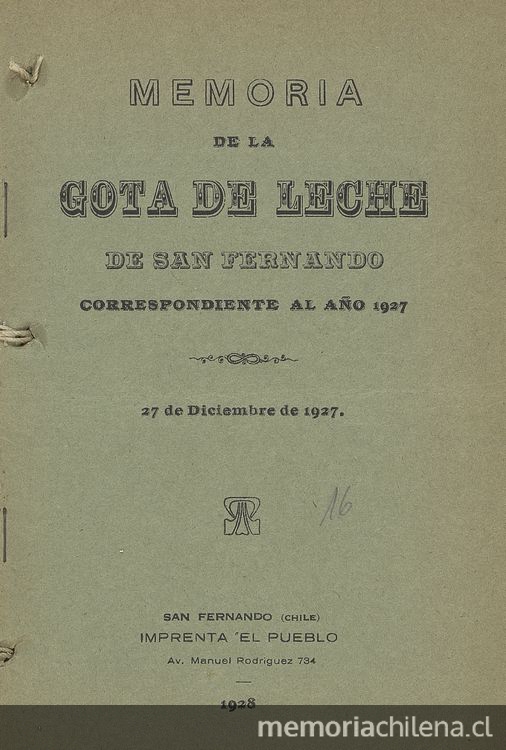 MEMORIA
DE LA
GOTA DE LECHE
DE SAN FERNANDO
CORRESPONDIENTE AL AÑO 1927
27 de Diciembre de 1927.
16
SAN FERNANDO (CHILE)
IMPRENTA "EL PUEBLO
Av. Manuel Rodriguez 734
1928
memoriachilena.cl